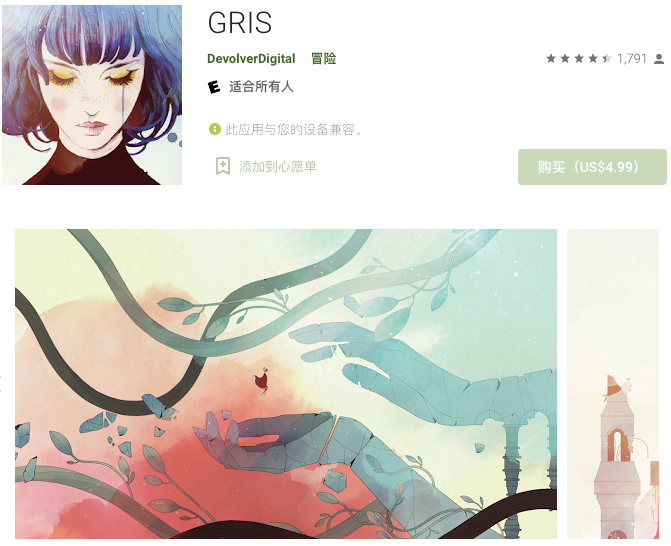 GRIS
DevolverDigital 冒险
1,791
E 适合所有人
此应用与您的设备兼容。
添加到心愿单
购买（US$4.99）